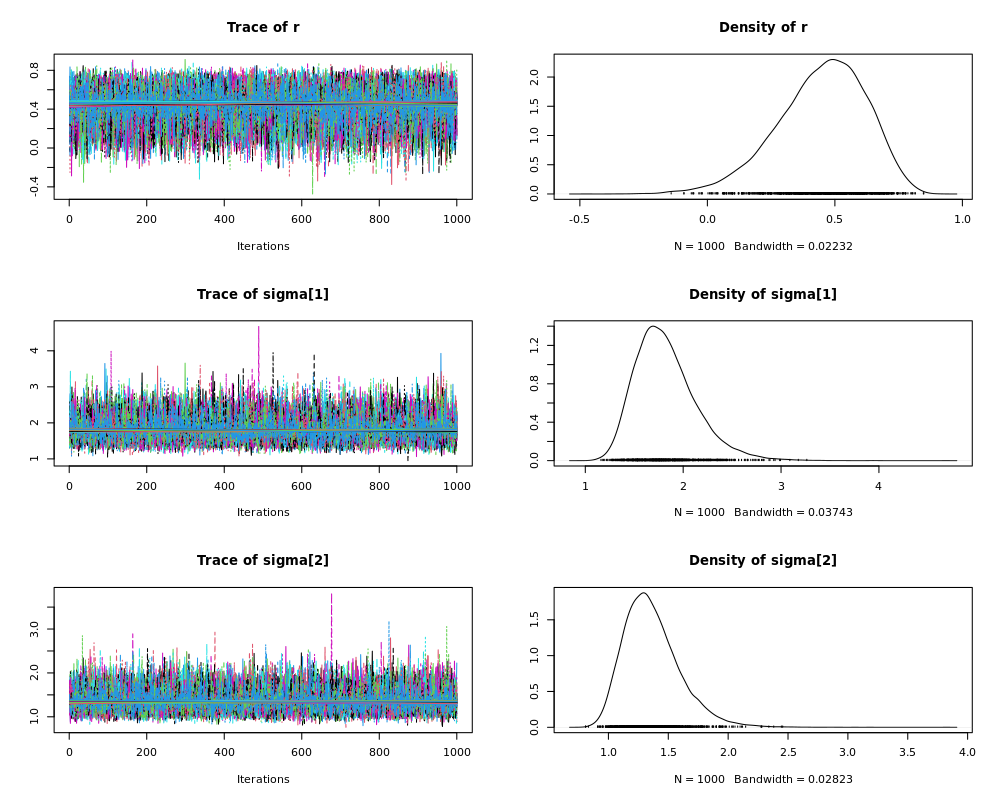 Trace of r
0.8
0.4
0.0
-0.4
0 200 400 600 800 1000
Iterations
Density of r
2.0
1.5
1.0
0.5
0.0
-0.5 0.0 0.5 1.0
N = 1000 Bandwidth = 0.02232
Trace of sigma[1]
4
3
2
1
0 200 400 600 800 1000
Iterations
Density of sigma[1]
1.2
0.8
0.4
0.0
1 2 3 4
N = 1000 Bandwidth = 0.03743
Trace of sigma[2]
3.0
2.0
1.0
0 200 400 600 800 1000
Iterations
Density of sigma[2]
1.5
1.0
0.5
0.0
1.0 1.5 2.0 2.5 3.0 3.5 4.0
N = 1000 Bandwidth = 0.02823